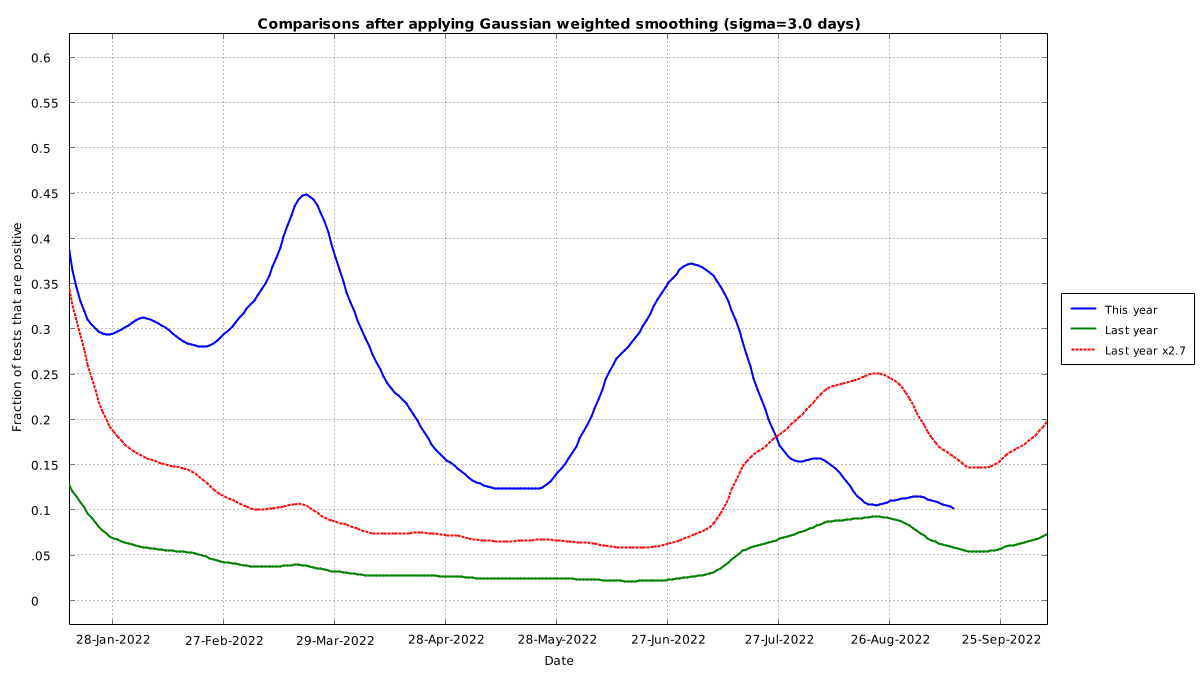 Comparisons after applying Gaussian weighted smoothing (sigma=3.0 days)
0.6
0.55
0.5
0.45
0.4
0.35
0.3
0.25
0.2
0.15
0.1
.05
0
Fraction of tests that are positive
28-Jan-2022 27-Feb-2022 29-Mar-2022 28-Apr-2022 28-May-2022 27-Jun-2022 27-Jul-2022 26-Aug-2022 25-Sep-2022
Date
This year
Last year
Last year x2.7